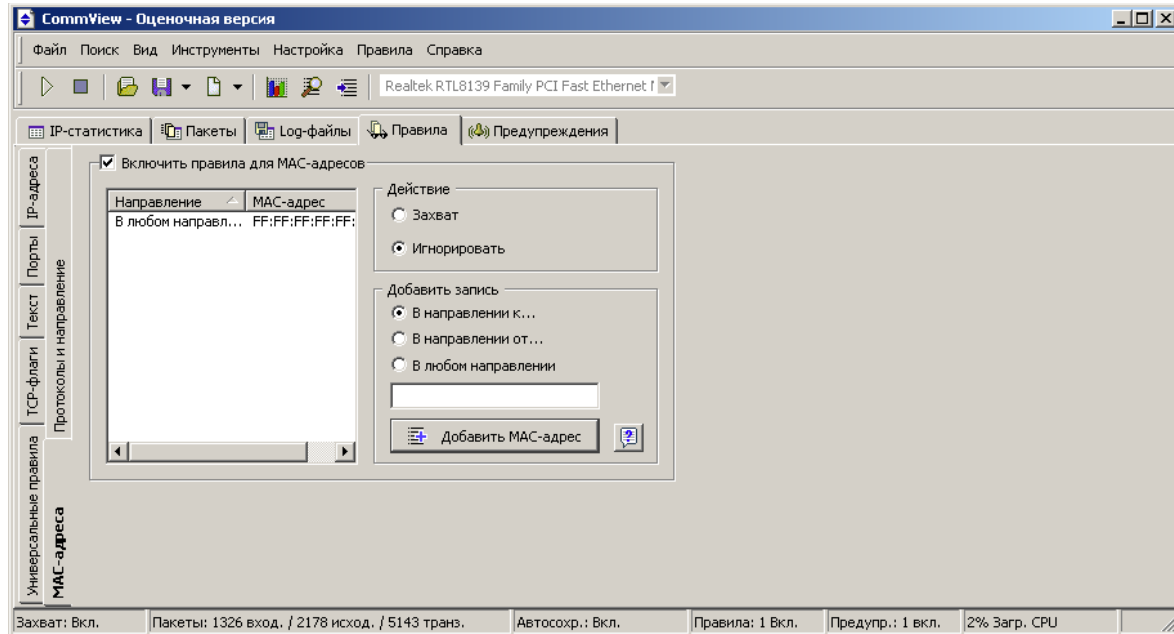 CommView - Оценочная версия
Файл Поиск Вид Инструменты Настройка Правила Справка
Realtek RTL8139 Family PCI Fast Ethernet
IP-статистика Пакеты Log-файлы Правила Предупреждения
IP-адреса
Порты
Текст
TCP-флаги
Универсальные правила
Протоколы и направление
MAC-адреса
Включить правила для MAC-адресов
Направление MAC-адрес
В любом направл... FF:FF:FF:FF:FF:
Действие
Захват
Игнорировать
Добавить запись
В направлении к...
В направлении от...
В любом направлении
Добавить MAC-адрес
Захват: Вкл. Пакеты: 1326 вход. / 2178 исход. / 5143 транз. Автосохр.: Вкл. Правила: 1 Вкл. Предупр.: 1 вкл. 2% Загр. CPU